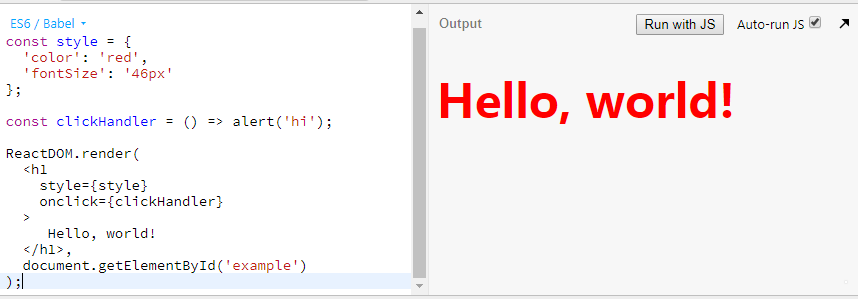 ES6 / Babel
const style = {
  'color': 'red',
  'fontSize': '46px'
};

const clickHandler = () => alert('hi');

ReactDOM.render(
  <h1
    style={style}
    onclick={clickHandler}
  >
     Hello, world!
  </h1>,
  document.getElementById('example')
);
Output
Run with JS
Auto-run JS
Hello, world!